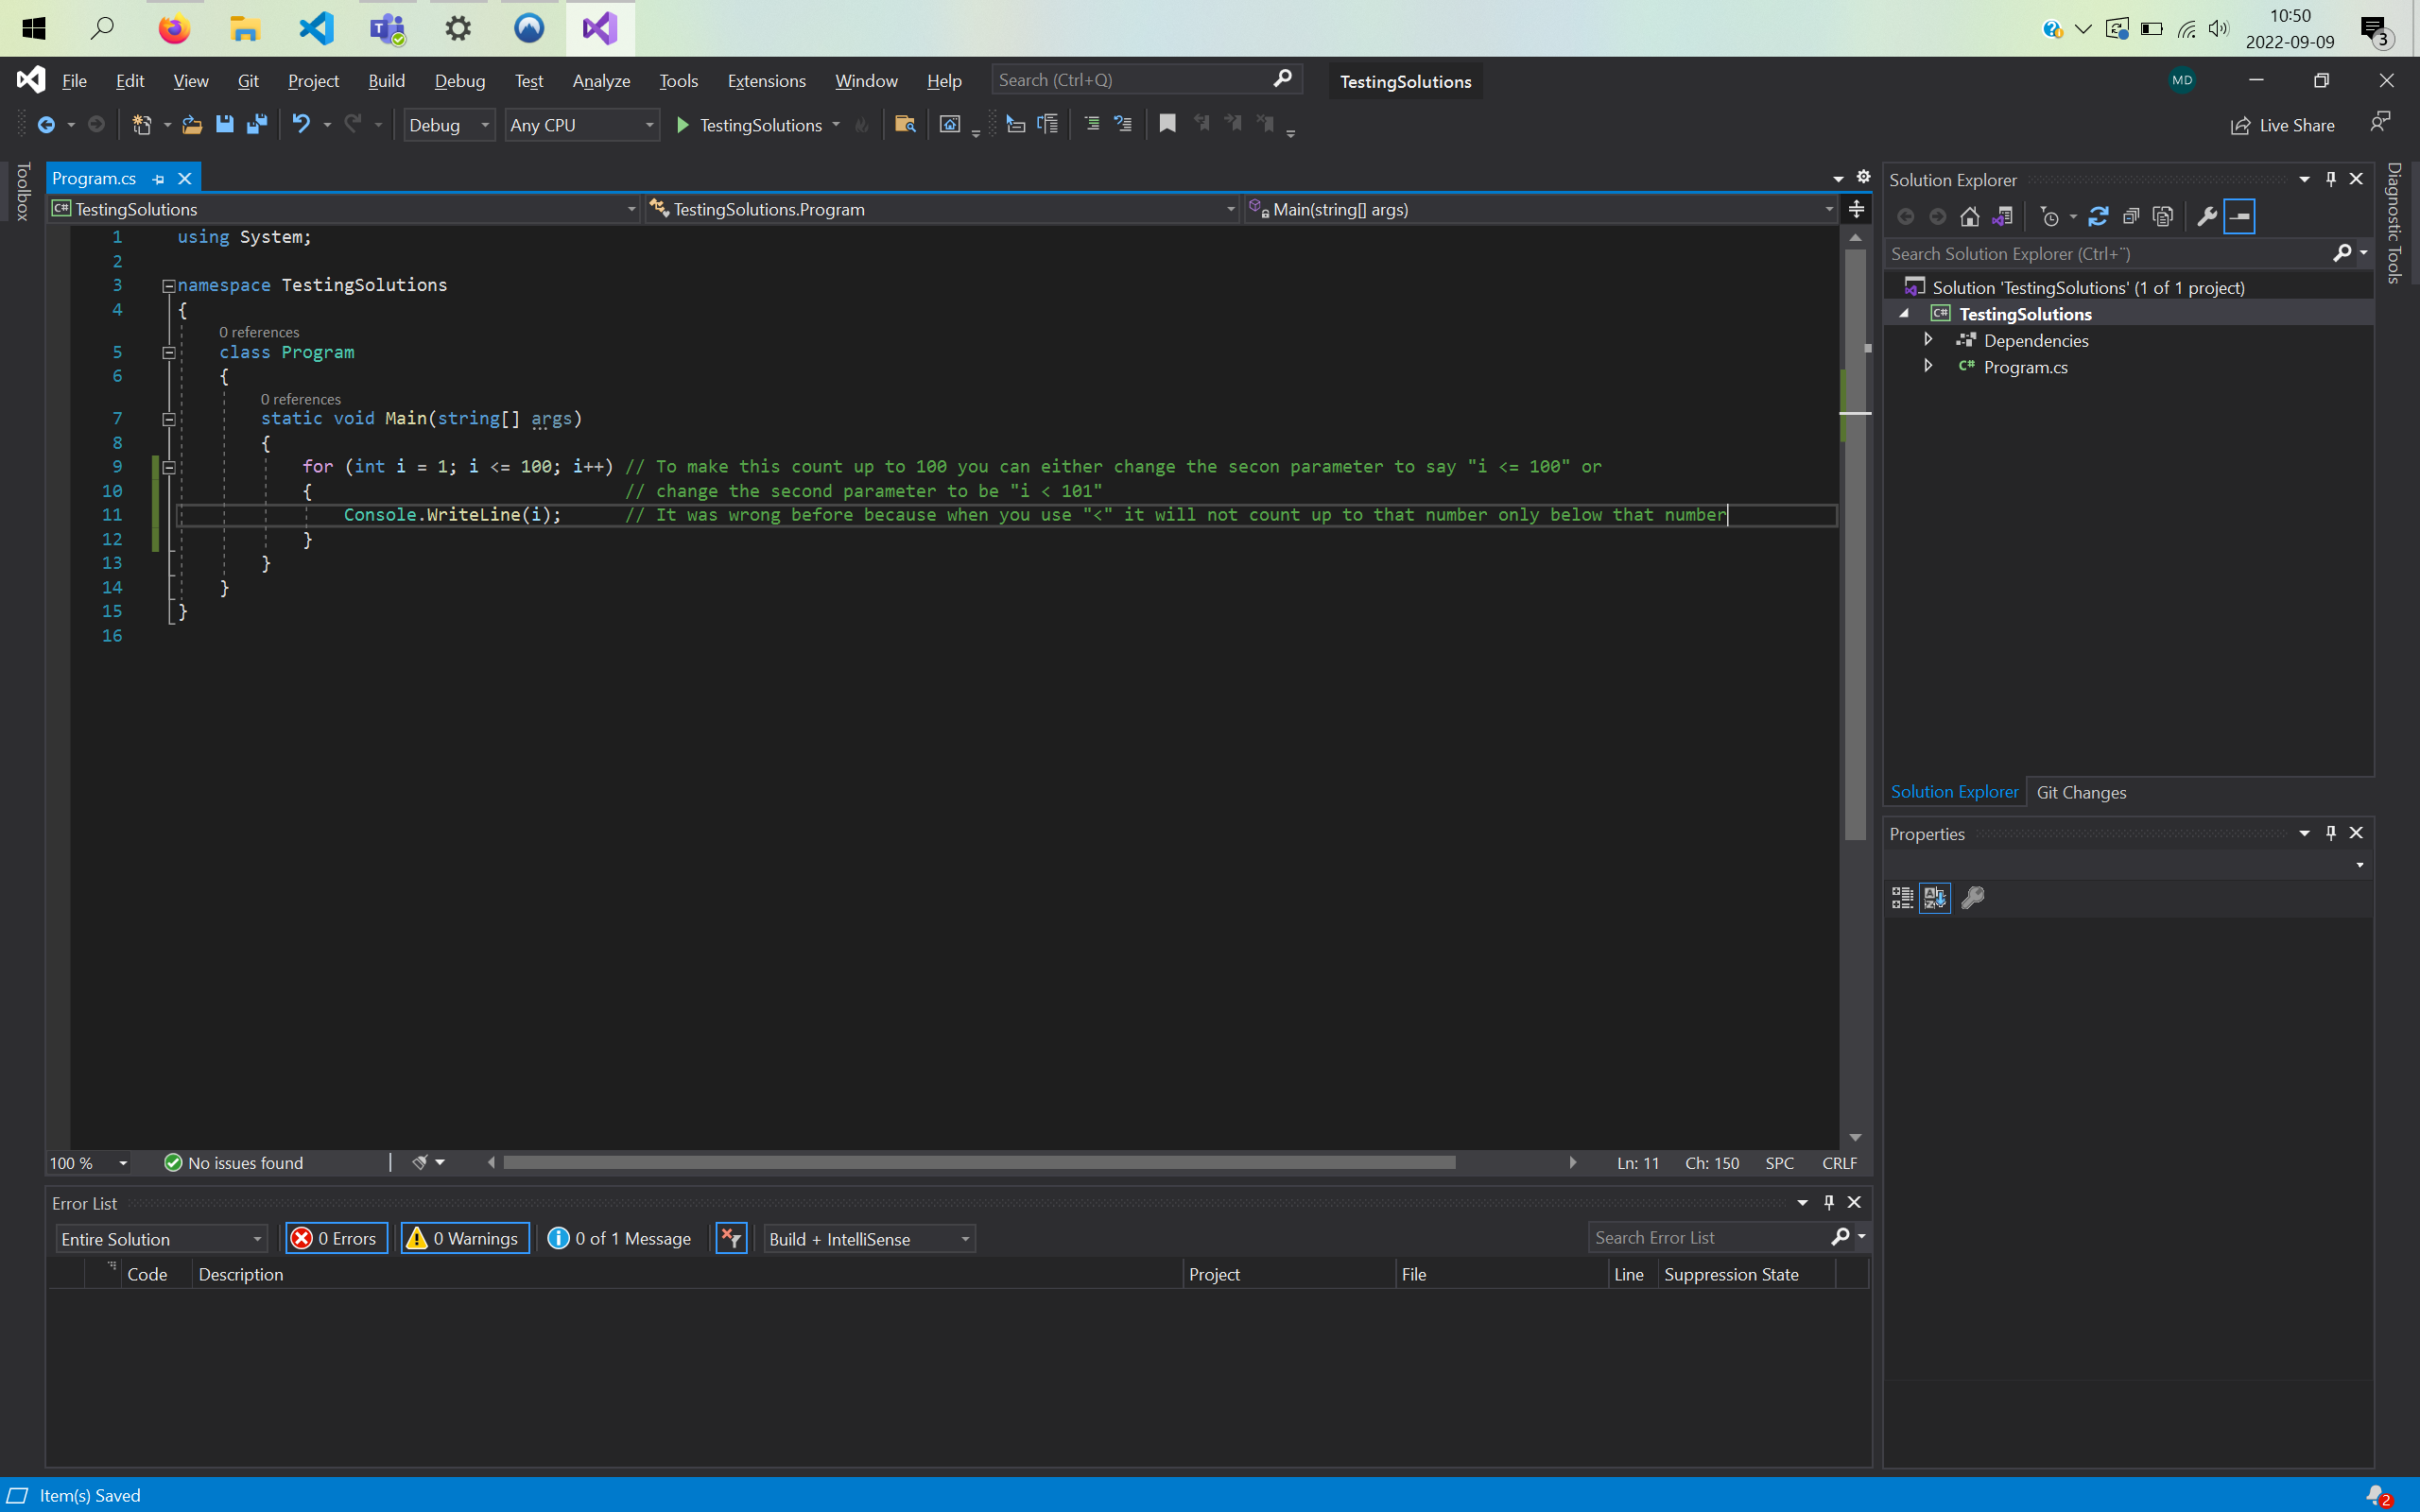 10:50
2022-09-09
3
File Edit View Git Project Build Debug Test Analyze Tools Extensions Window Help Search (Ctrl+Q) TestingSolutions MD
Debug Any CPU TestingSolutions Live Share
Toolbox
Program.cs
TestingSolutions TestingSolutions.Program Main(string[] args)
1 using System;
2
3 namespace TestingSolutions
4 {
0 references
5 class Program
6 {
0 references
7 static void Main(string[] args)
8 {
9 for (int i = 1; i <= 100; i++) // To make this count up to 100 you can either change the secon parameter to say "i <= 100" or
10 { // change the second parameter to be "i < 101"
11 Console.WriteLine(i); // It was wrong before because when you use "<" it will not count up to that number only below that number
12 }
13 }
14 }
15 }
16
100 % No issues found Ln: 11 Ch: 150 SPC CRLF
Error List
Entire Solution 0 Errors 0 Warnings 0 of 1 Message Build + IntelliSense Search Error List
Code Description Project File Line Suppression State
Solution Explorer
Search Solution Explorer (Ctrl+¨)
Solution 'TestingSolutions' (1 of 1 project)
C# TestingSolutions
Dependencies
C# Program.cs
Solution Explorer Git Changes
Properties
Diagnostic Tools
Item(s) Saved
2